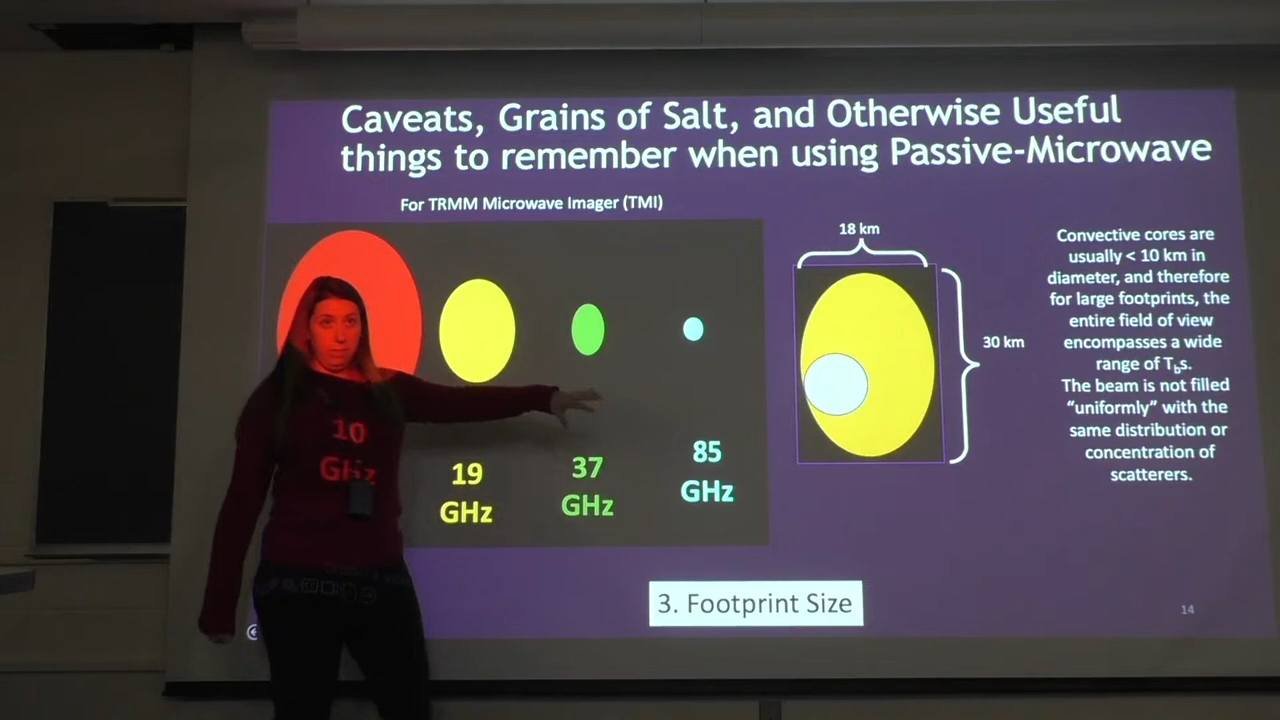 Caveats, Grains of Salt, and Otherwise Useful
things to remember when using Passive-Microwave
For TRMM Microwave Imager (TMI)
10
GHz
19
GHz
37
GHz
85
GHz
18 km
30 km
Convective cores are
usually < 10 km in
diameter, and therefore
for large footprints, the
entire field of view
encompasses a wide
range of Tbs.
The beam is not filled
“uniformly” with the
same distribution or
concentration of
scatterers.
3. Footprint Size
14